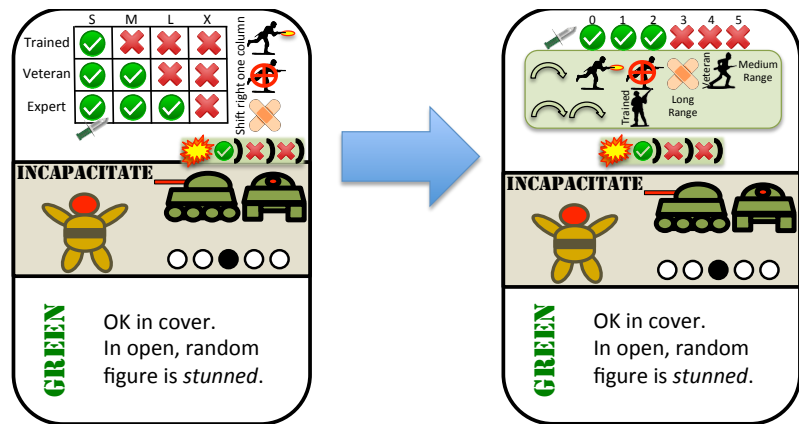 S M L X
Trained
Veteran
Expert
Shift right one column
INCAPACITATE
GREEN
OK in cover.
In open, random
figure is stunned.
0 1 2 3 4 5
Veteran
Medium
Range
Trained
Long
Range
INCAPACITATE
GREEN
OK in cover.
In open, random
figure is stunned.